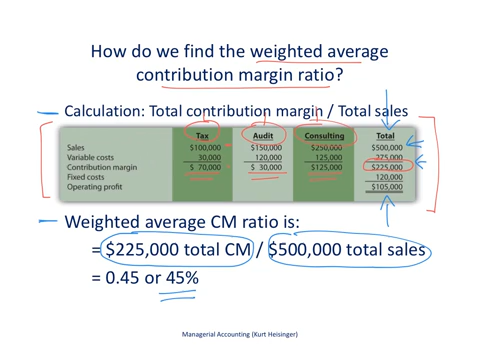 How do we find the weighted average
contribution margin ratio?
Calculation: Total contribution margin / Total sales
Tax Audit Consulting Total
Sales $100,000 $150,000 $250,000 $500,000
Variable costs 30,000 120,000 125,000 275,000
Contribution margin $ 70,000 $ 30,000 $125,000 $225,000
Fixed costs 120,000
Operating profit $105,000
Weighted average CM ratio is:
= $225,000 total CM / $500,000 total sales
= 0.45 or 45%
Managerial Accounting (Kurt Heisinger)